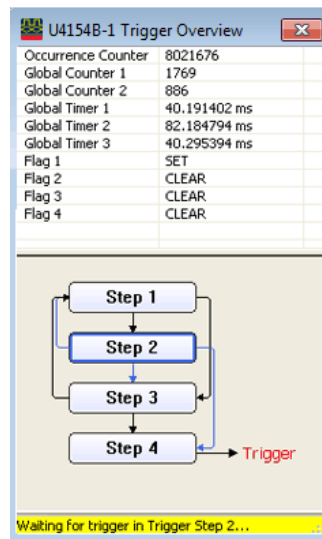 U4154B-1 Trigger Overview
Occurrence Counter 8021676
Global Counter 1 1769
Global Counter 2 886
Global Timer 1 40.191402 ms
Global Timer 2 82.184794 ms
Global Timer 3 40.295394 ms
Flag 1 SET
Flag 2 CLEAR
Flag 3 CLEAR
Flag 4 CLEAR
Step 1
Step 2
Step 3
Step 4
Trigger
Waiting for trigger in Trigger Step 2...